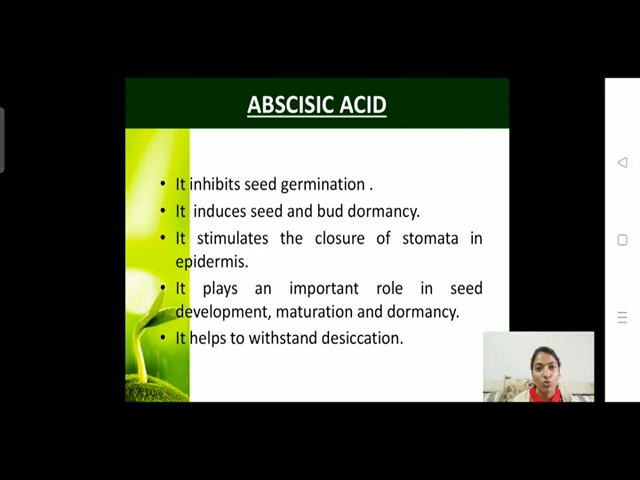 ABSCISIC ACID
• It inhibits seed germination .
• It induces seed and bud dormancy.
• It stimulates the closure of stomata in
epidermis.
• It plays an important role in seed
development, maturation and dormancy.
• It helps to withstand desiccation.